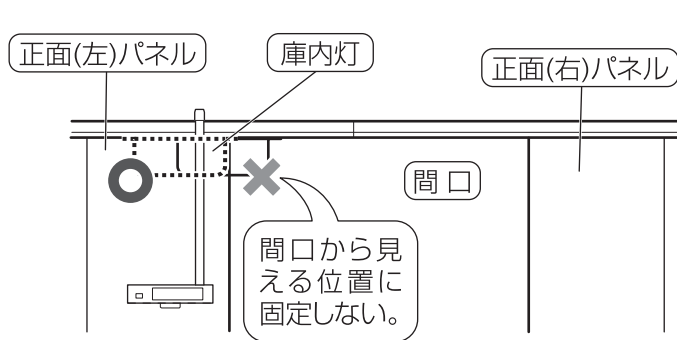 正面(左)パネル
庫内灯
正面(右)パネル
間口
間口から見
える位置に
固定しない。